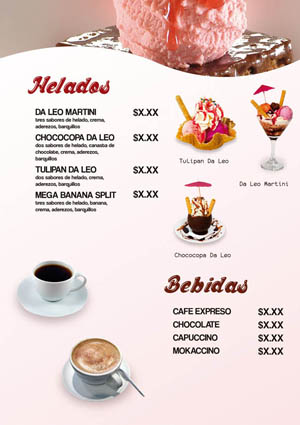 Helados
DA LEO MARTINI $X.XX
tres sabores de helado, crema,
aderezos, barquillos
CHOCOCOPA DA LEO $X.XX
dos sabores de helado, canasta de
chocolate, crema, aderezos,
barquillos
TULIPAN DA LEO $X.XX
dos sabores de helado, crema,
aderezos, barquillos
MEGA BANANA SPLIT $X.XX
tres sabores de helado, banana,
crema, aderezos, barquillos
Tulipan Da Leo
Da Leo Martini
Chococopa Da Leo
Bebidas
CAFE EXPRESO $X.XX
CHOCOLATE $X.XX
CAPUCCINO $X.XX
MOKACCINO $X.XX